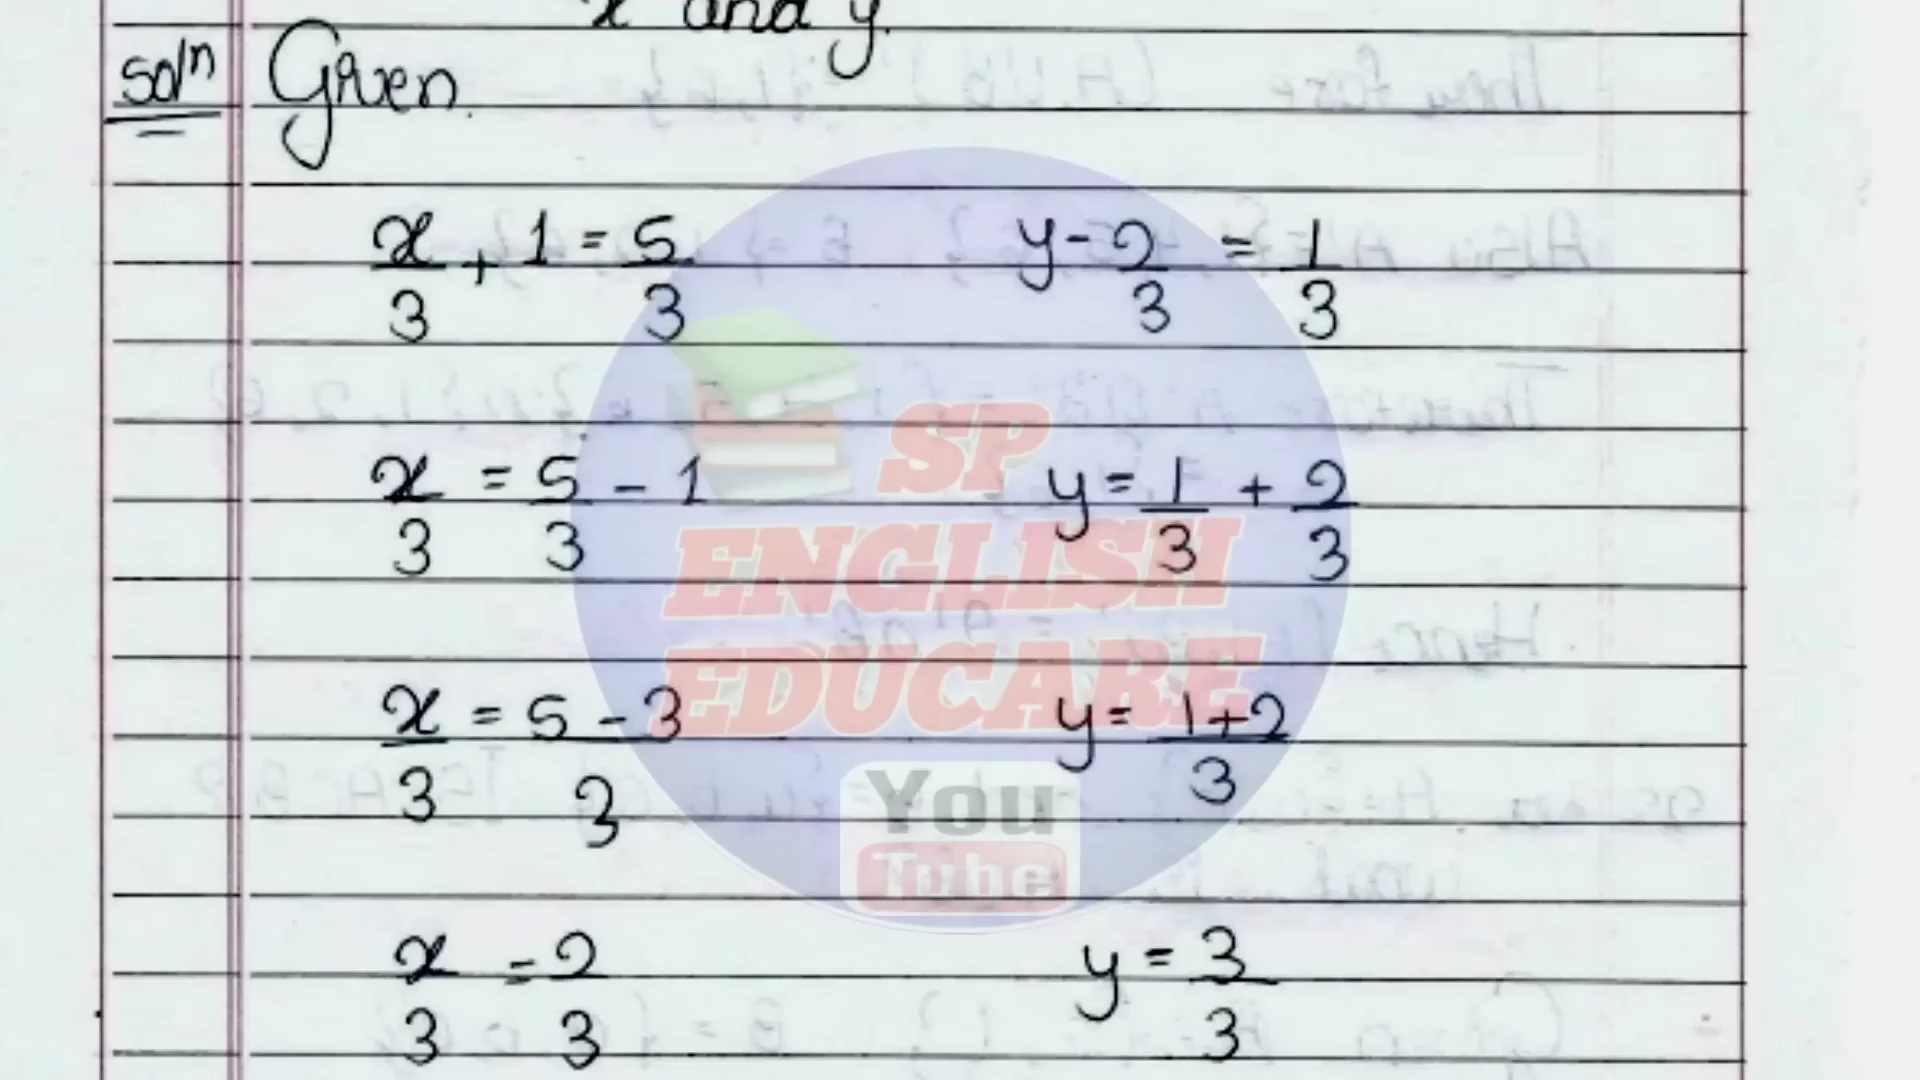 x and y.
Soln Given.
x/3 + 1 = 5/3 y - 2/3 = 1/3
x/3 = 5/3 - 1 y = 1/3 + 2/3
x/3 = 5 - 3/3 y = 1+2/3
x/3 = 2/3 y = 3/3
SP
ENGLISH
EDUCARE
You
Tube